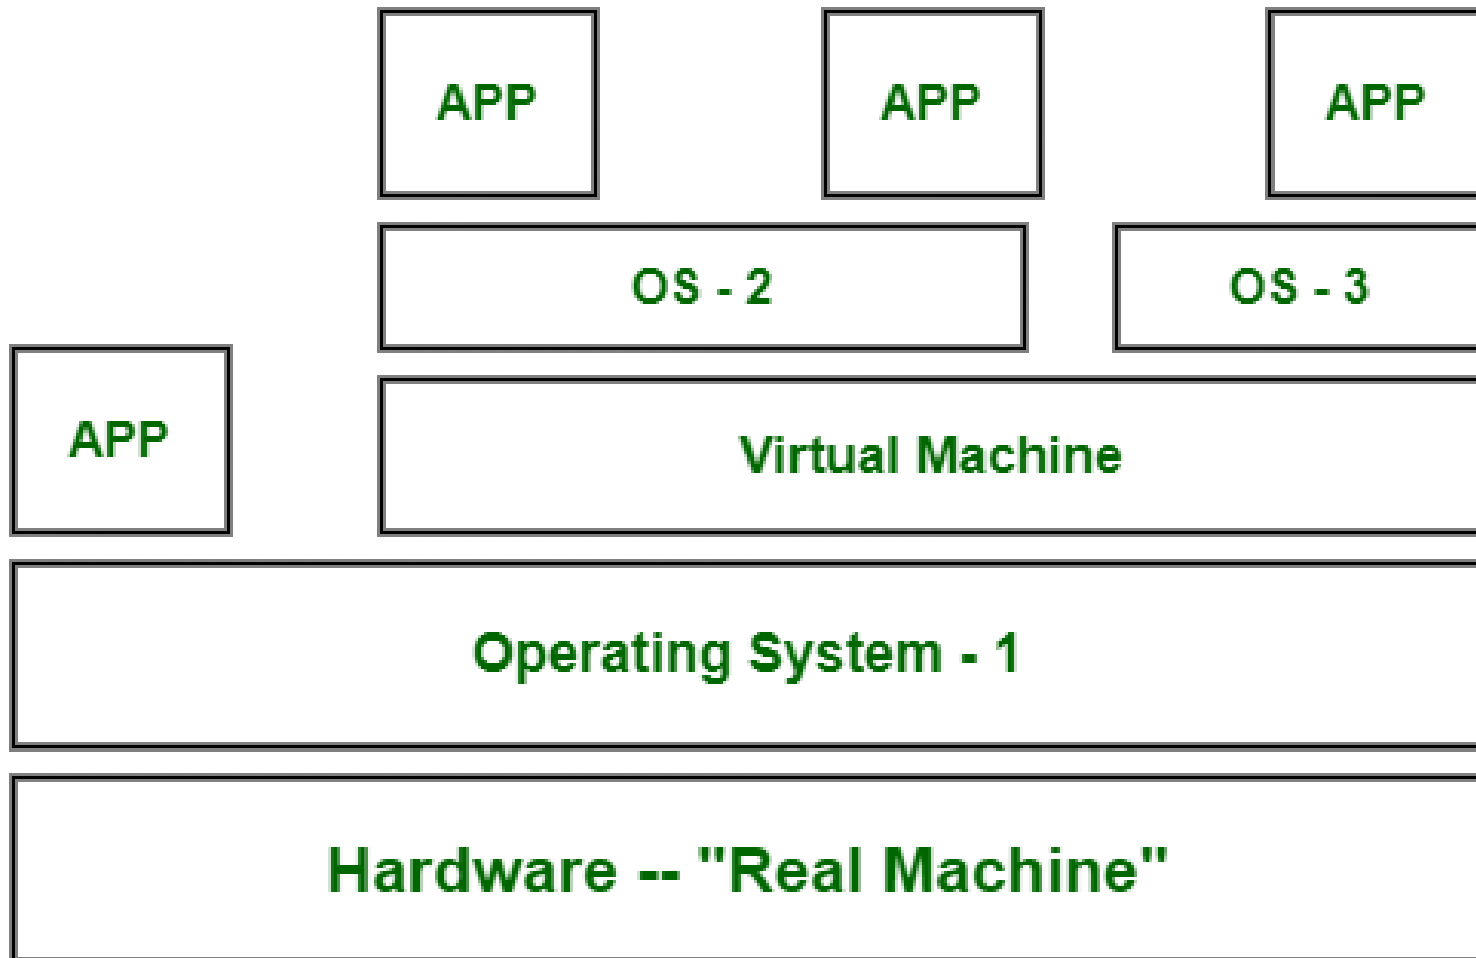 APP
APP
APP
OS - 2
OS - 3
APP
Virtual Machine
Operating System - 1
Hardware -- "Real Machine"